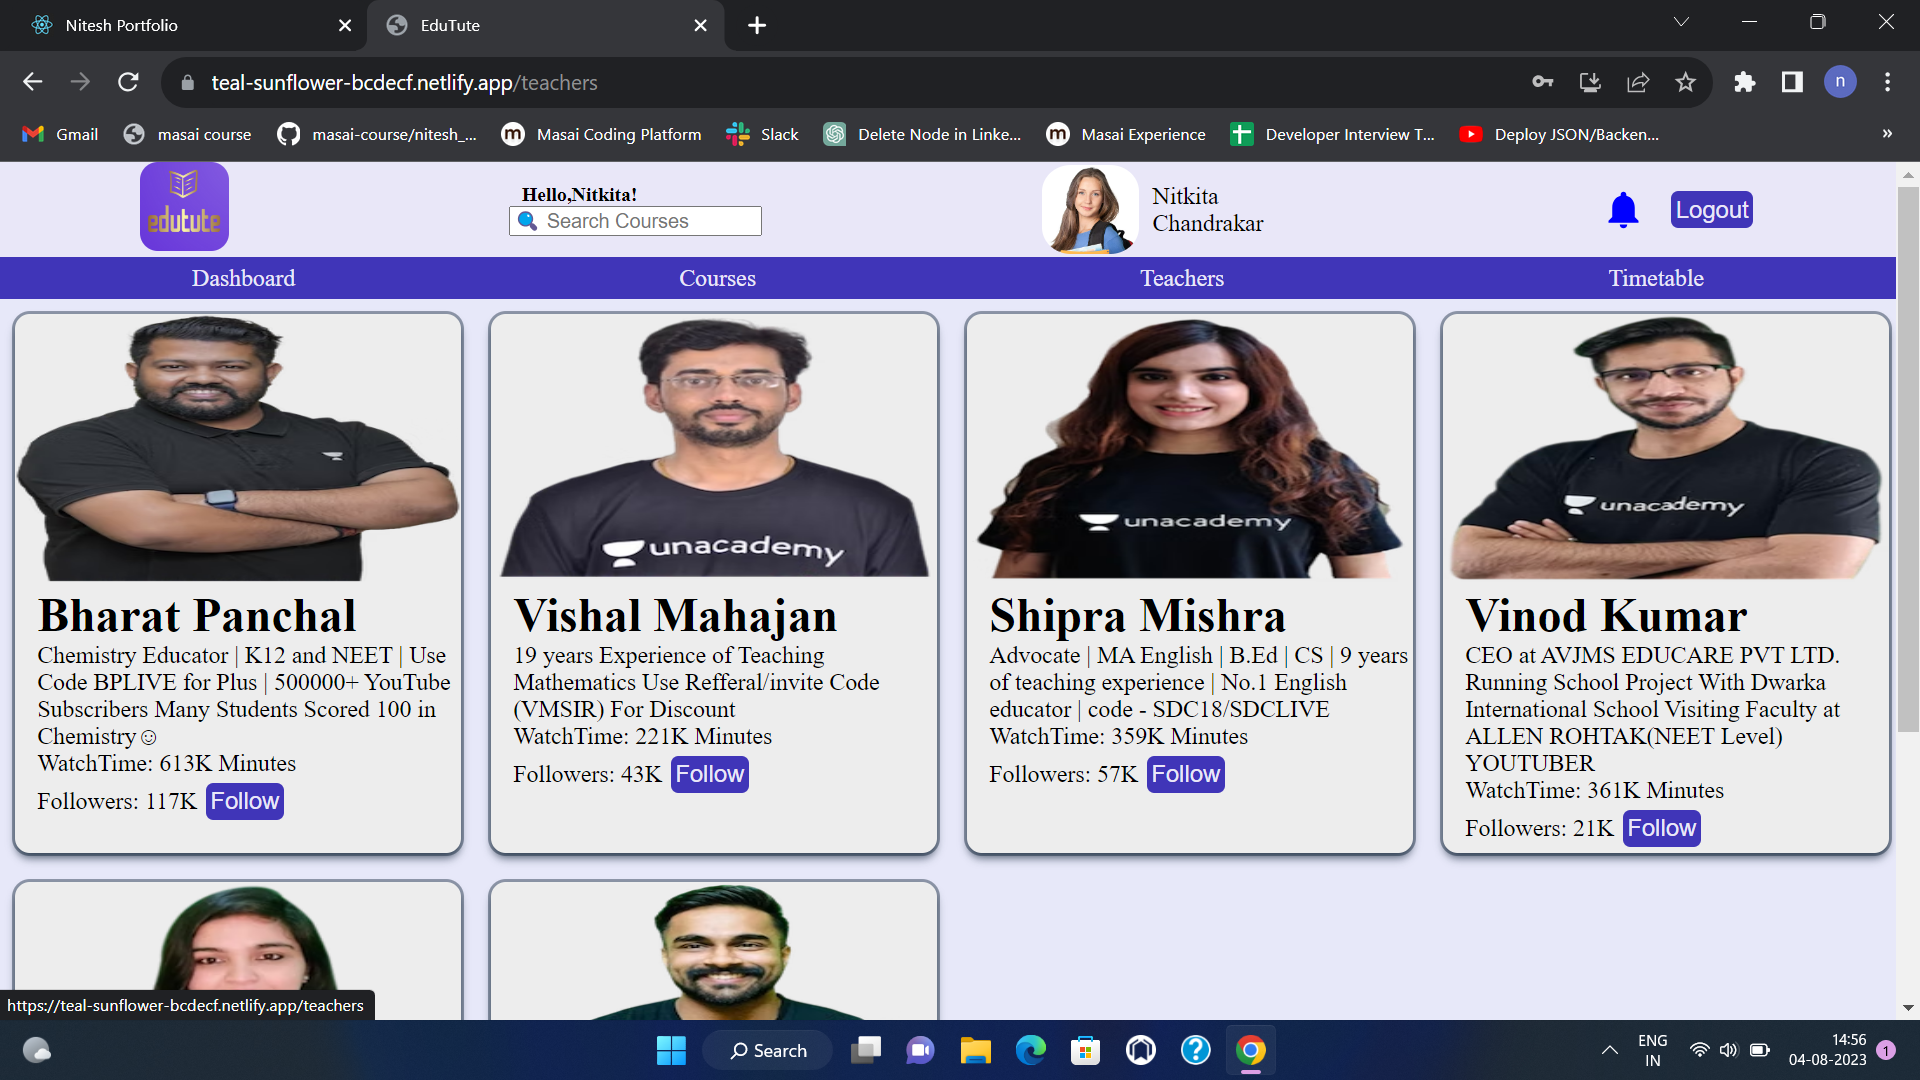 Nitesh Portfolio
EduTute
teal-sunflower-bcdecf.netlify.app/teachers
n
Gmail
masai course
masai-course/nitesh_...
Masai Coding Platform
Slack
Delete Node in Linke...
Masai Experience
Developer Interview T...
Deploy JSON/Backen...
»
edutute
Hello,Nitkita!
Search Courses
Nitkita
Chandrakar
Logout
Dashboard
Courses
Teachers
Timetable
unacademy
unacademy
unacademy
Bharat Panchal
Chemistry Educator | K12 and NEET | Use
Code BPLIVE for Plus | 500000+ YouTube
Subscribers Many Students Scored 100 in
Chemistry☺
WatchTime: 613K Minutes
Followers: 117K Follow
Vishal Mahajan
19 years Experience of Teaching
Mathematics Use Refferal/invite Code
(VMSIR) For Discount
WatchTime: 221K Minutes
Followers: 43K Follow
Shipra Mishra
Advocate | MA English | B.Ed | CS | 9 years
of teaching experience | No.1 English
educator | code - SDC18/SDCLIVE
WatchTime: 359K Minutes
Followers: 57K Follow
Vinod Kumar
CEO at AVJMS EDUCARE PVT LTD.
Running School Project With Dwarka
International School Visiting Faculty at
ALLEN ROHTAK(NEET Level)
YOUTUBER
WatchTime: 361K Minutes
Followers: 21K Follow
https://teal-sunflower-bcdecf.netlify.app/teachers
Search
ENG
IN
14:56
04-08-2023
1